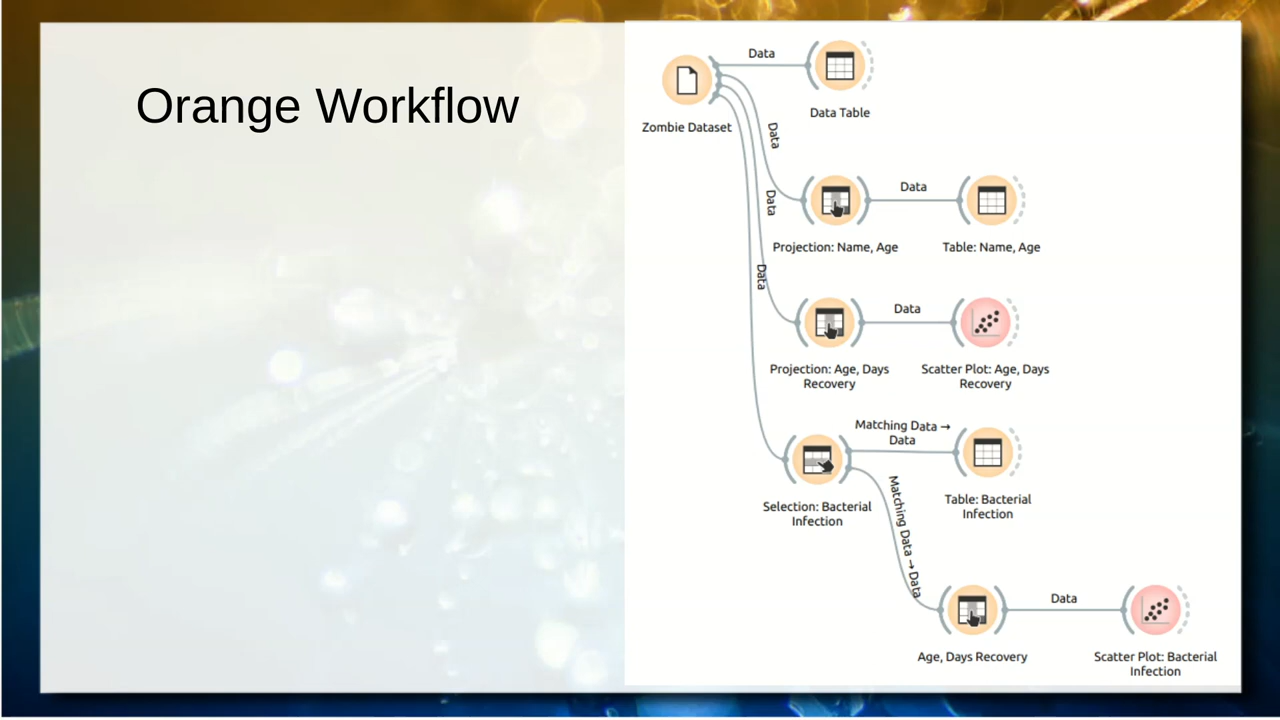 Orange Workflow
Data
Zombie Dataset
Data Table
Data
Data
Data
Projection: Name, Age
Data
Table: Name, Age
Projection: Age, Days
Recovery
Data
Scatter Plot: Age, Days
Recovery
Selection: Bacterial
Infection
Matching Data →
Data
Table: Bacterial
Infection
Matching Data → Data
Age, Days Recovery
Data
Scatter Plot: Bacterial
Infection